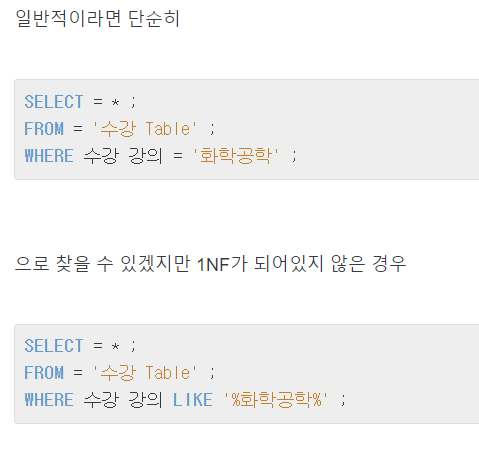 일반적이라면 단순히
SELECT = * ;
FROM = '수강 Table' ;
WHERE 수강 강의 = '화학공학' ;
으로 찾을 수 있겠지만 1NF가 되어있지 않은 경우
SELECT = * ;
FROM = '수강 Table' ;
WHERE 수강 강의 LIKE '%화학공학%' ;